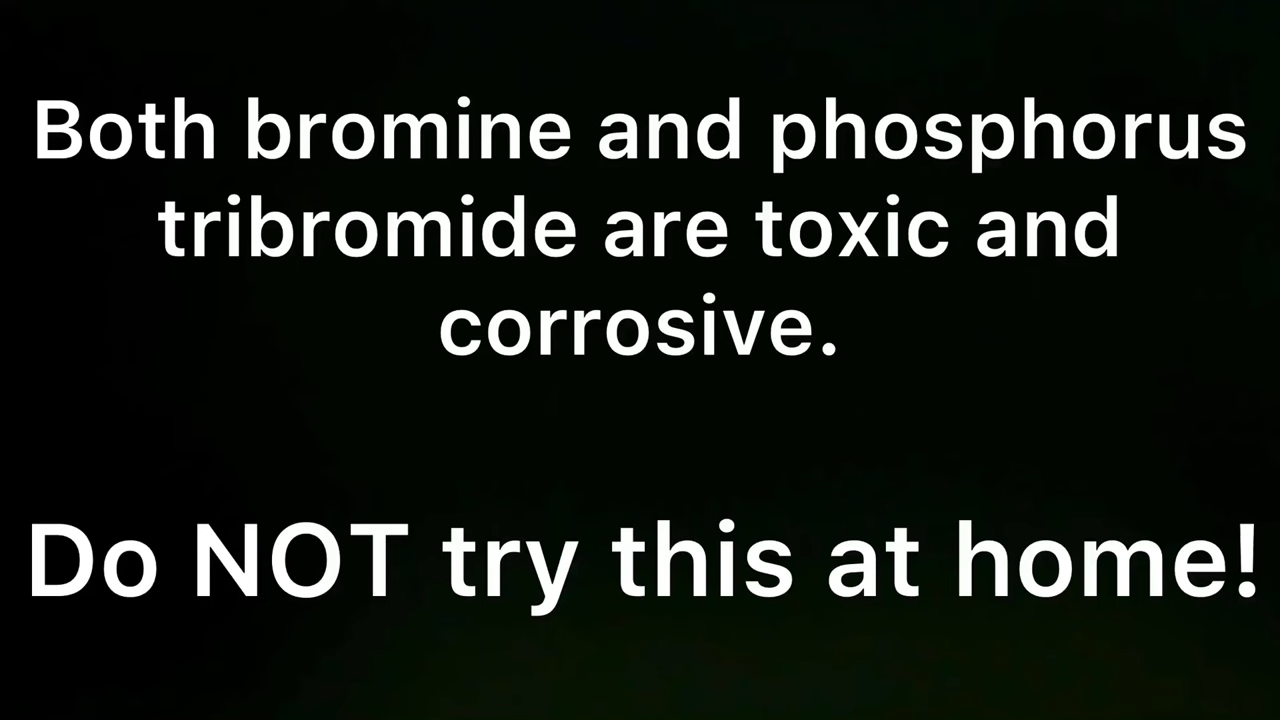 Both bromine and phosphorus
tribromide are toxic and
corrosive.
Do NOT try this at home!